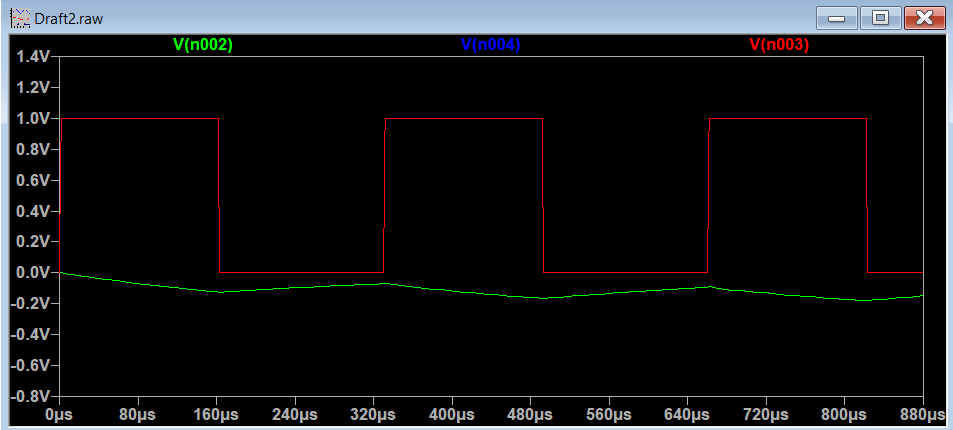 Draft2.raw
V(n002) V(n004) V(n003)
1.4V
1.2V
1.0V
0.8V
0.6V
0.4V
0.2V
0.0V
-0.2V
-0.4V
-0.6V
-0.8V
0µs 80µs 160µs 240µs 320µs 400µs 480µs 560µs 640µs 720µs 800µs 880µs